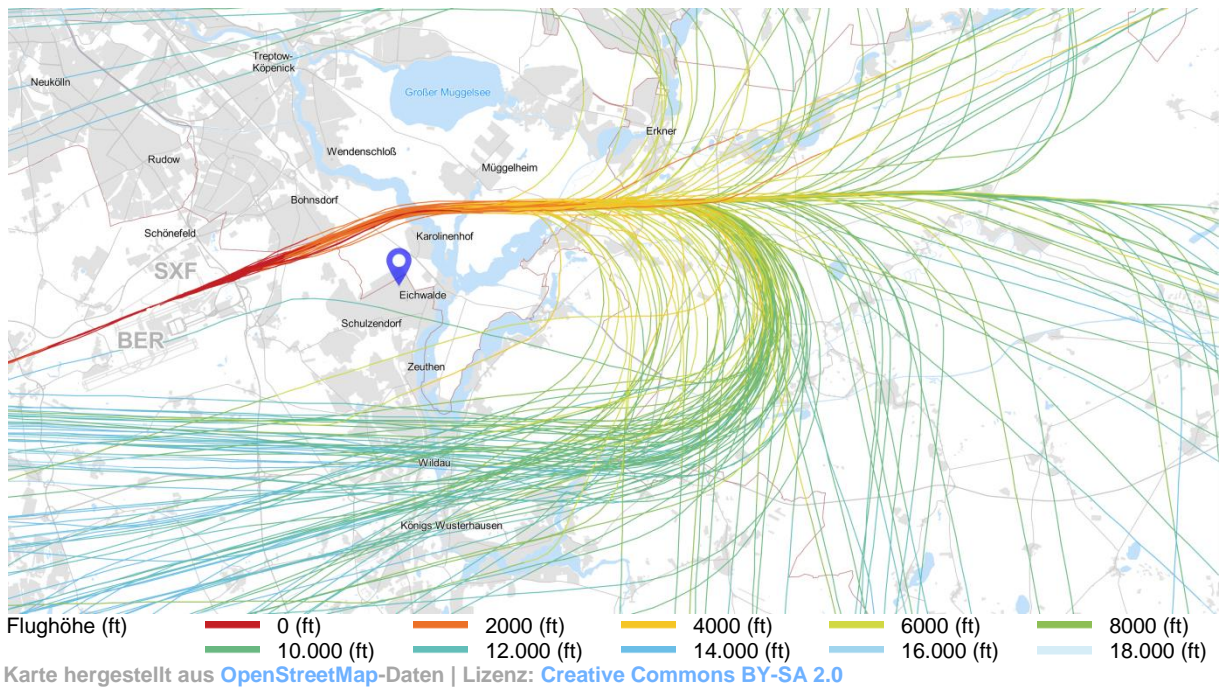 Treptow-
Köpenick
Neukölln
Großer Muggelsee
Erkner
Wendenschloß
Rudow
Müggelheim
Bohnsdorf
Schönefeld
Karolinenhof
SXF
Eichwalde
Schulzendorf
BER
Zeuthen
Wildau
Königs Wusterhausen
Flughöhe (ft) 0 (ft) 2000 (ft) 4000 (ft) 6000 (ft) 8000 (ft)
10.000 (ft) 12.000 (ft) 14.000 (ft) 16.000 (ft) 18.000 (ft)
Karte hergestellt aus OpenStreetMap-Daten | Lizenz: Creative Commons BY-SA 2.0